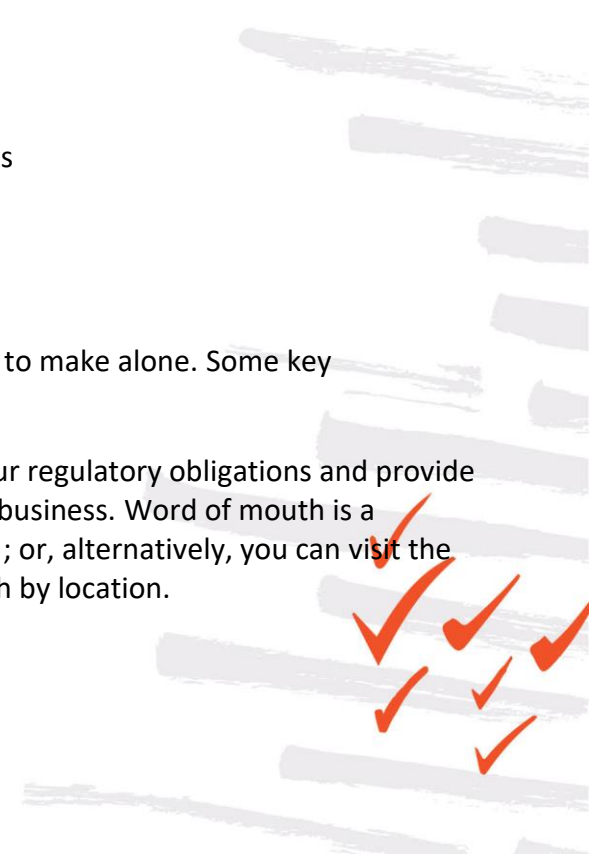 s
to make alone. Some key
ur regulatory obligations and provide
business. Word of mouth is a
; or, alternatively, you can visit the
h by location.